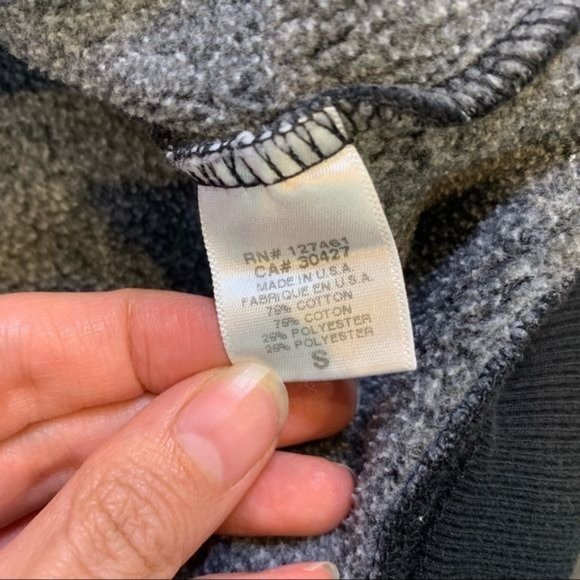 RN# 127461
CA# 30427
MADE IN U.S.A.
FABRIQUE EN U.S.A.
75% COTTON
75% COTON
25% POLYESTER
25% POLYESTER
S